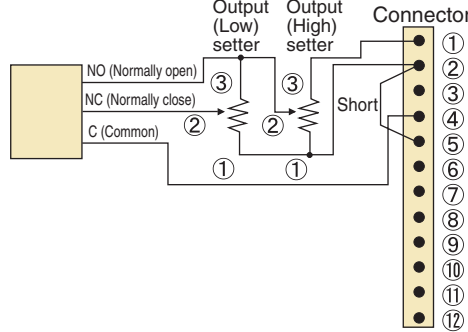 Output
(Low)
setter
Output
(High)
setter
Connector
NO (Normally open)
NC (Normally close)
C (Common)
③
③
②
②
①
①
Short
①
②
③
④
⑤
⑥
⑦
⑧
⑨
⑩
⑪
⑫